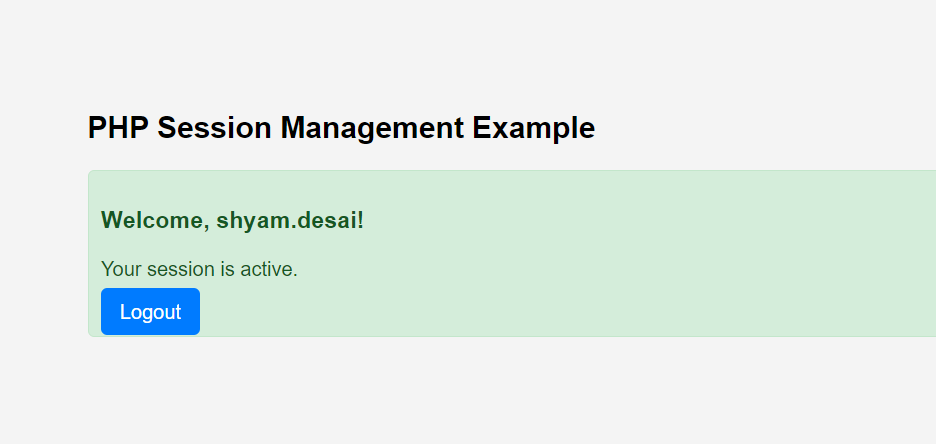 PHP Session Management Example
Welcome, shyam.desai!
Your session is active.
Logout